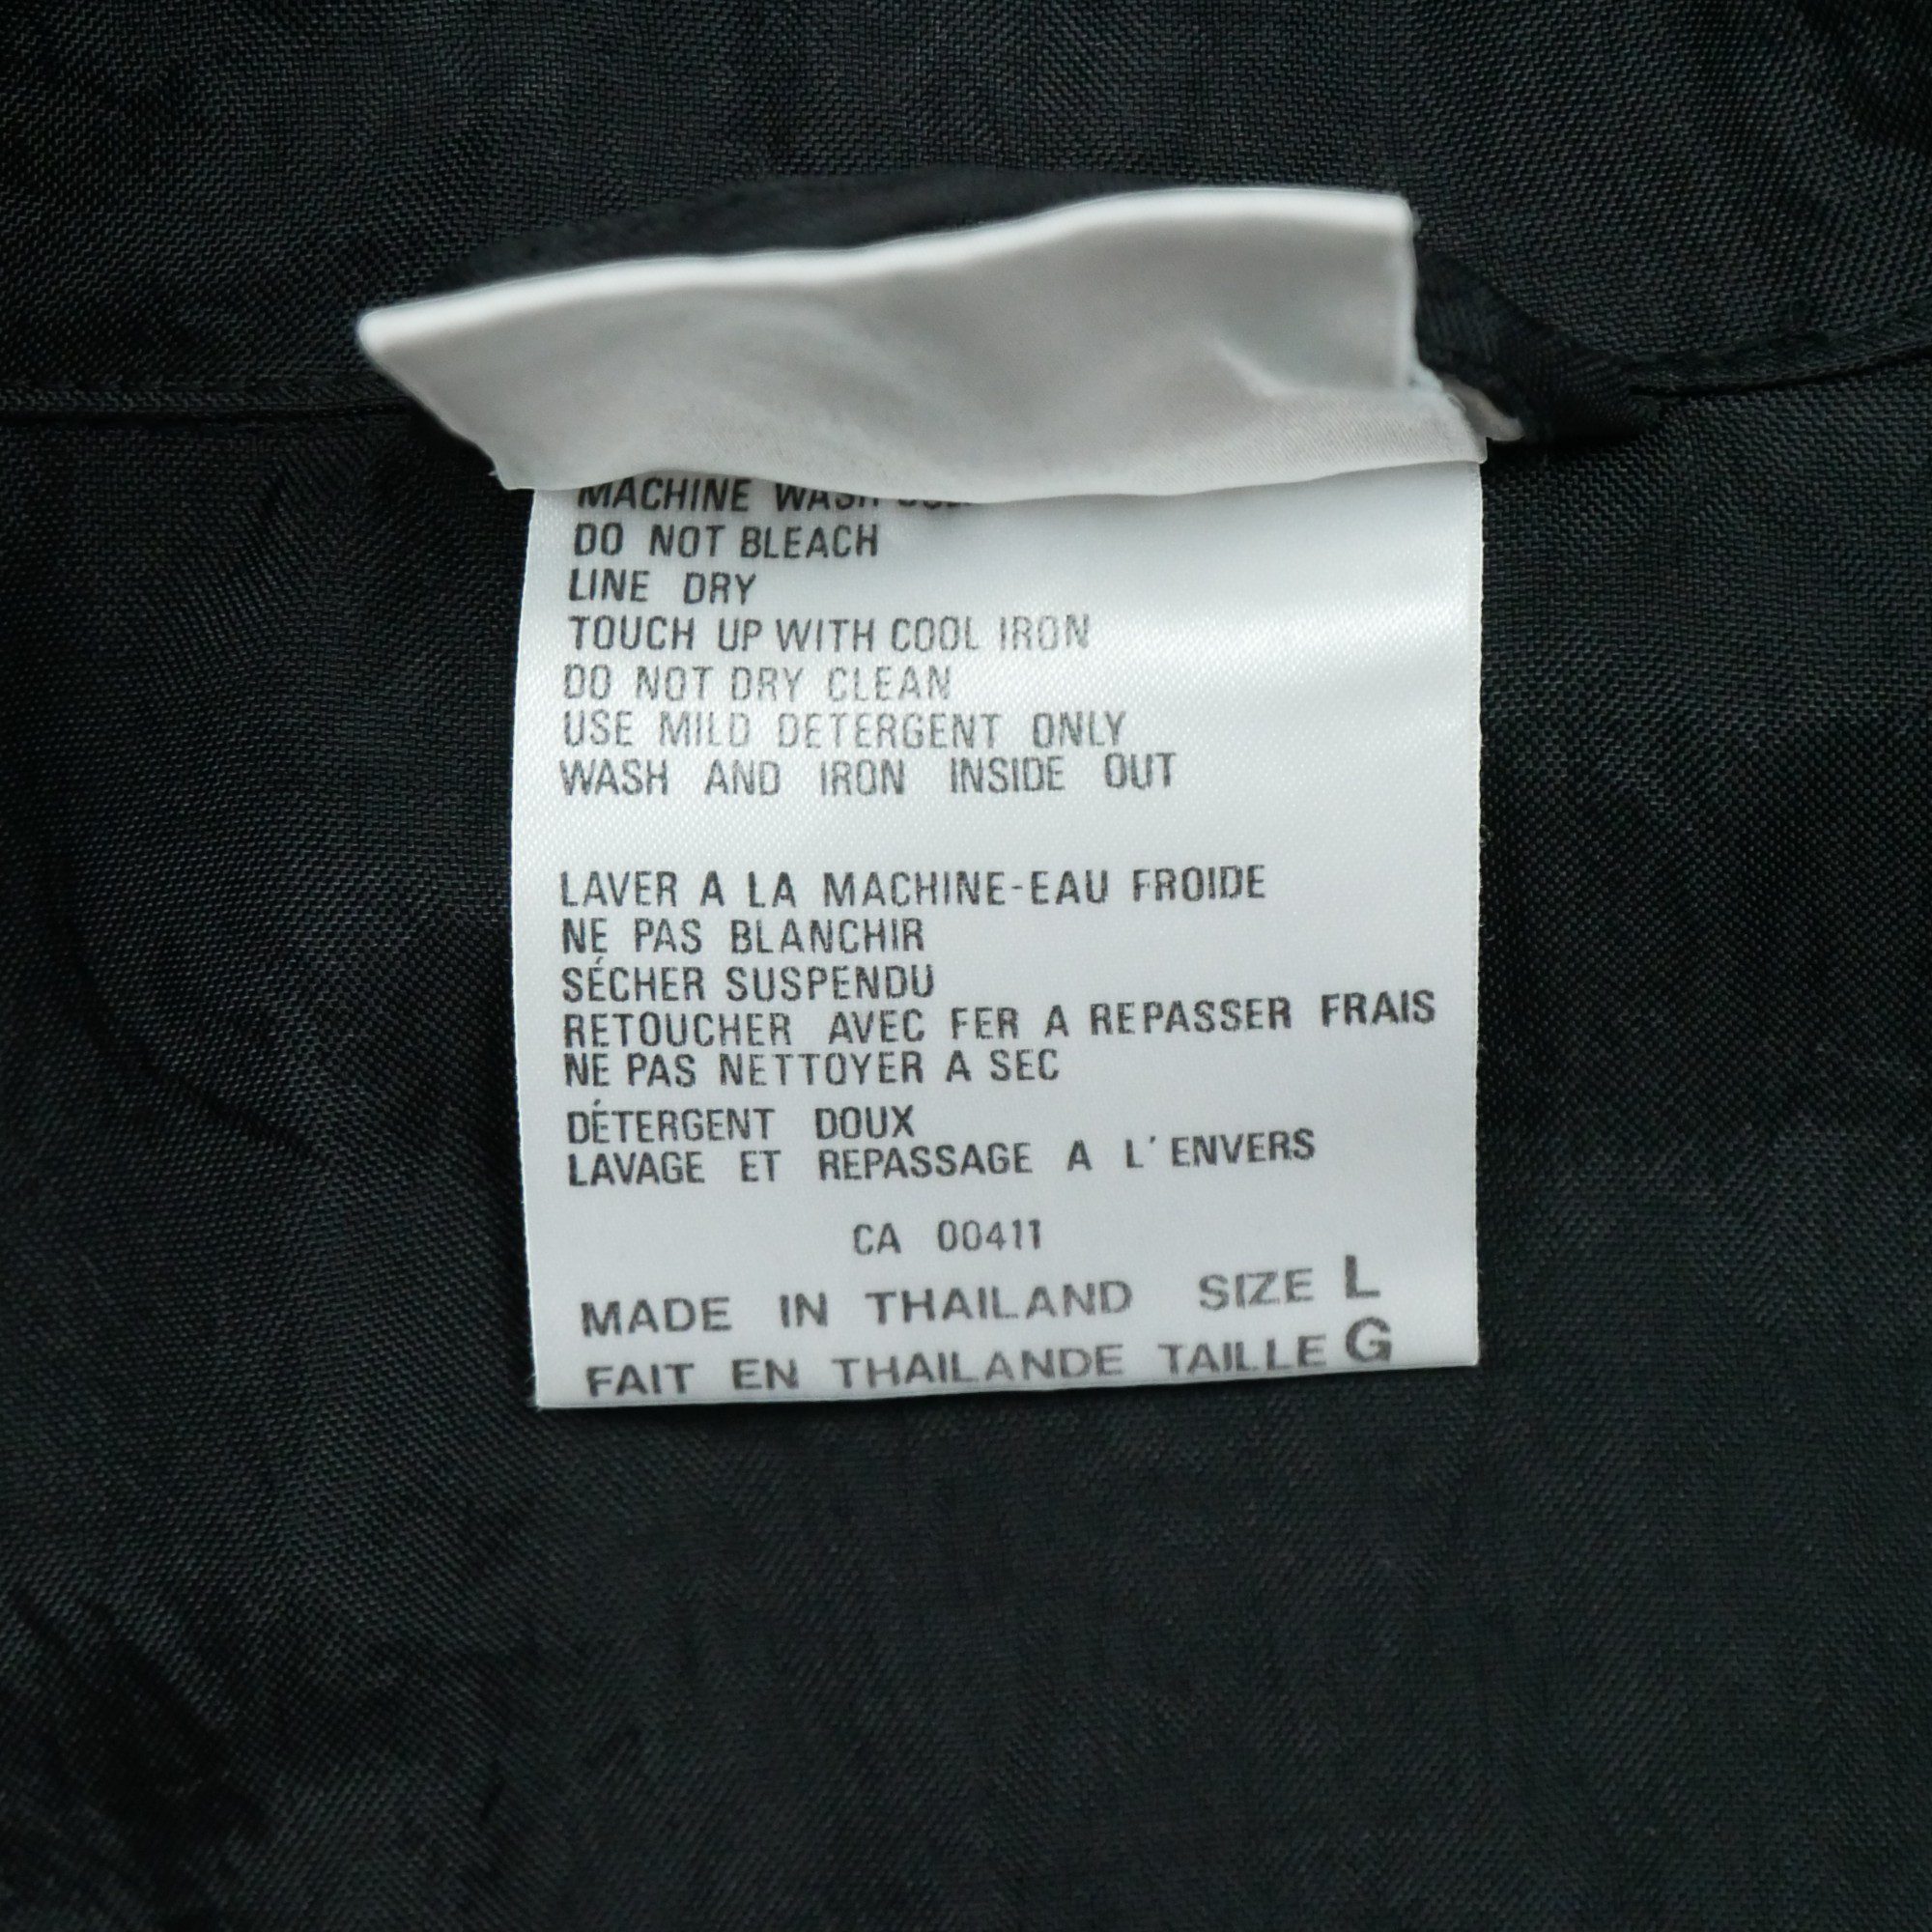 MACHINE WASH
DO NOT BLEACH
LINE DRY
TOUCH UP WITH COOL IRON
DO NOT DRY CLEAN
USE MILD DETERGENT ONLY
WASH AND IRON INSIDE OUT
LAVER A LA MACHINE-EAU FROIDE
NE PAS BLANCHIR
SÉCHER SUSPENDU
RETOUCHER AVEC FER A REPASSER FRAIS
NE PAS NETTOYER A SEC
DÉTERGENT DOUX
LAVAGE ET REPASSAGE A L'ENVERS
CA 00411
MADE IN THAILAND SIZE L
FAIT EN THAILANDE TAILLE G